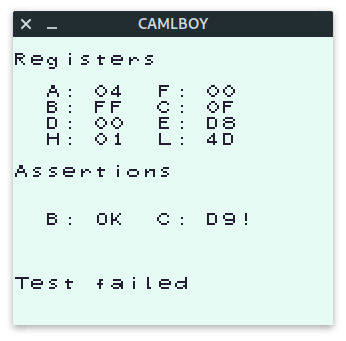 CAMLBOY
Registers
A: 04 F: 00
B: FF C: 0F
D: 00 E: D8
H: 01 L: 4D
Assertions
B: OK C: D9!
Test failed